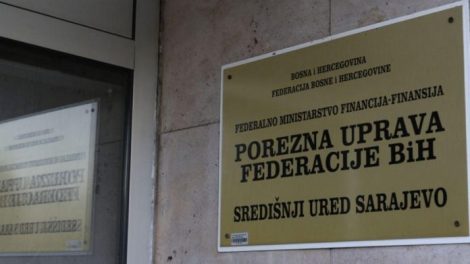 BOSNA I HERCEGOVINA
FEDERACIJA BOSNE I HERCEGOVINE
FEDERALNO MINISTARSTVO FINANCIJA-FINANSIJA
POREZNA UPRAVA
FEDERACIJE BiH
SREDIŠNJI URED SARAJEVO